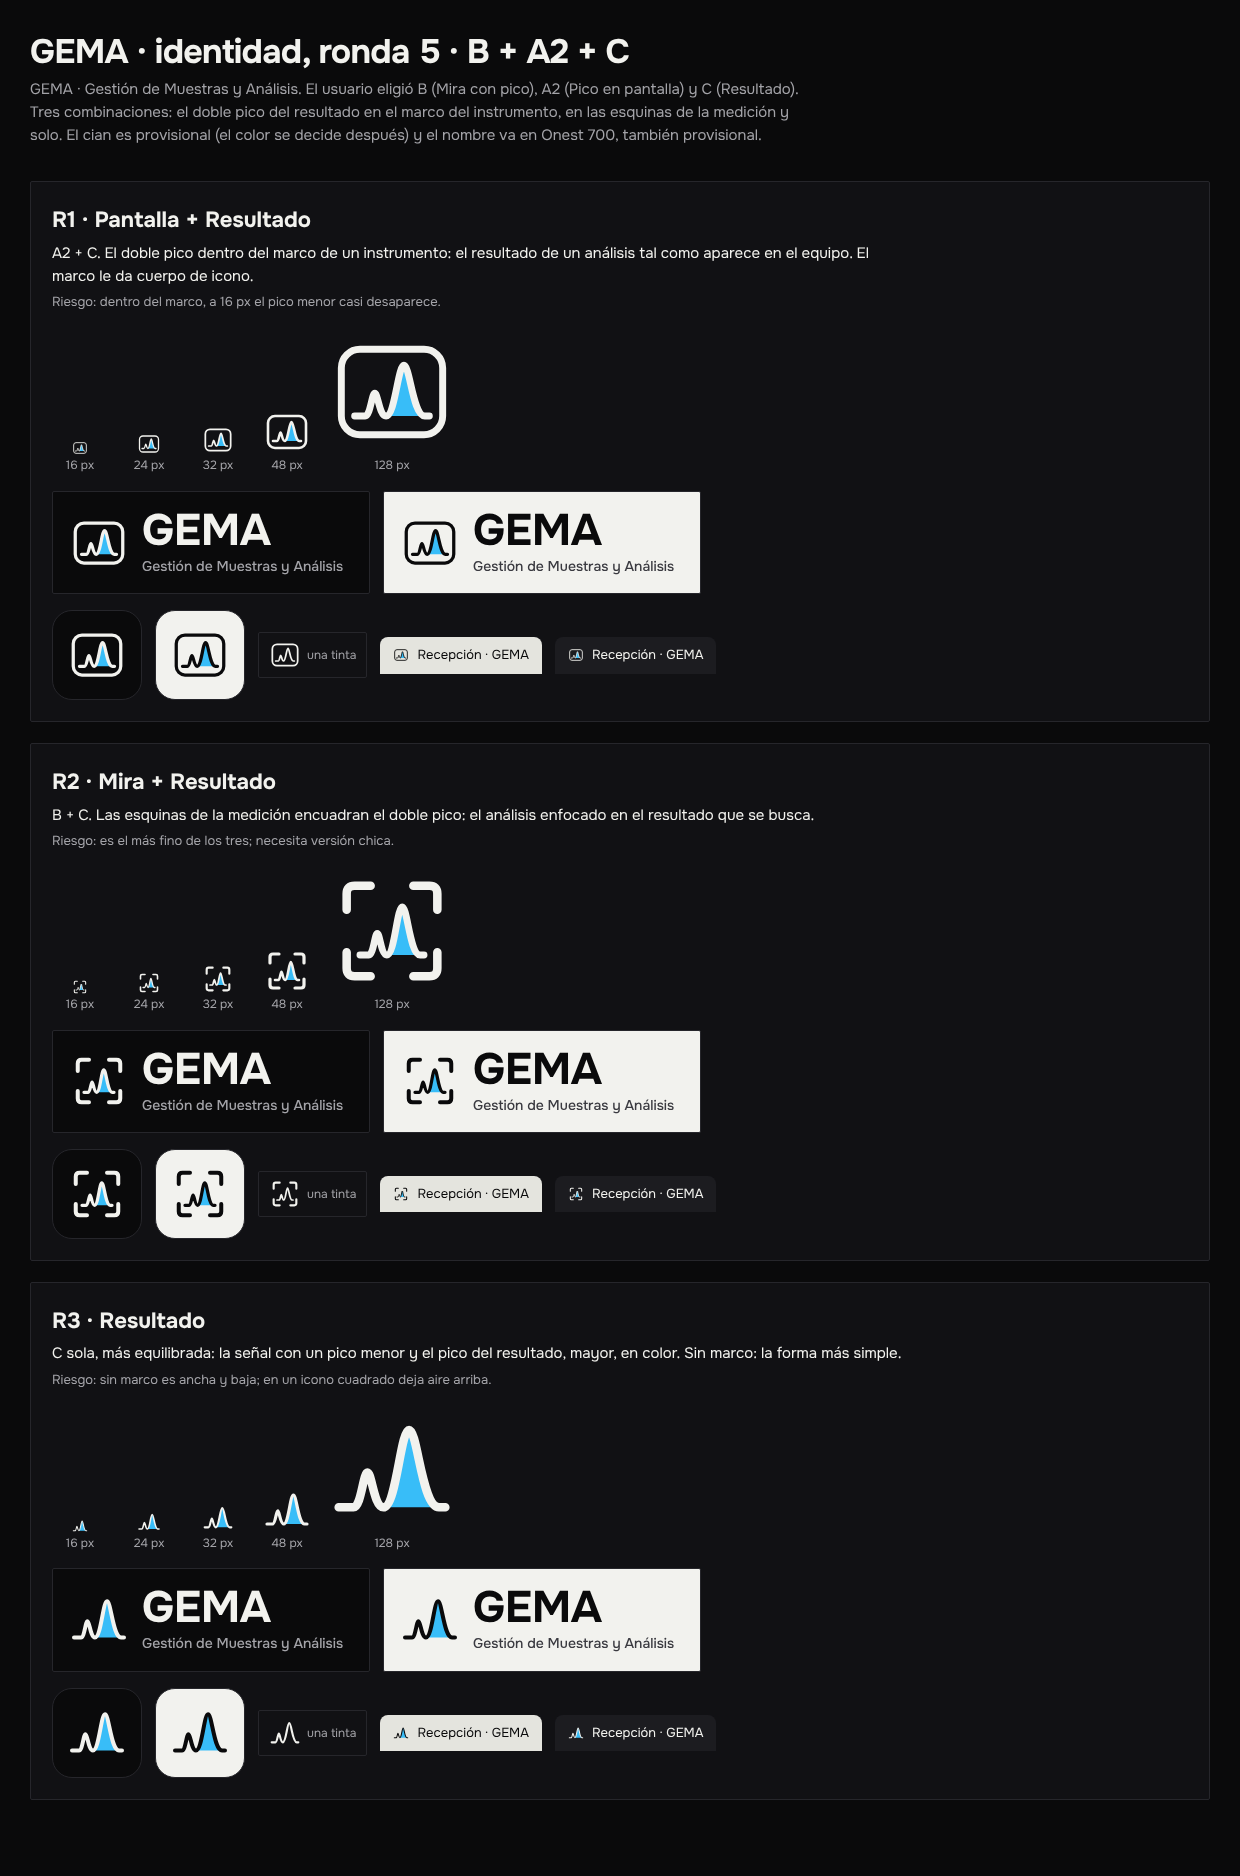 GEMA · identidad, ronda 5 · B + A2 + C
GEMA · Gestión de Muestras y Análisis. El usuario eligió B (Mira con pico), A2 (Pico en pantalla) y C (Resultado).
Tres combinaciones: el doble pico del resultado en el marco del instrumento, en las esquinas de la medición y
solo. El cian es provisional (el color se decide después) y el nombre va en Onest 700, también provisional.
R1 · Pantalla + Resultado
A2 + C. El doble pico dentro del marco de un instrumento: el resultado de un análisis tal como aparece en el equipo. El
marco le da cuerpo de icono.
Riesgo: dentro del marco, a 16 px el pico menor casi desaparece.
16 px 24 px 32 px 48 px 128 px
GEMA
Gestión de Muestras y Análisis
GEMA
Gestión de Muestras y Análisis
una tinta
Recepción · GEMA
Recepción · GEMA
R2 · Mira + Resultado
B + C. Las esquinas de la medición encuadran el doble pico: el análisis enfocado en el resultado que se busca.
Riesgo: es el más fino de los tres; necesita versión chica.
16 px 24 px 32 px 48 px 128 px
GEMA
Gestión de Muestras y Análisis
GEMA
Gestión de Muestras y Análisis
una tinta
Recepción · GEMA
Recepción · GEMA
R3 · Resultado
C sola, más equilibrada: la señal con un pico menor y el pico del resultado, mayor, en color. Sin marco: la forma más simple.
Riesgo: sin marco es ancha y baja; en un icono cuadrado deja aire arriba.
16 px 24 px 32 px 48 px 128 px
GEMA
Gestión de Muestras y Análisis
GEMA
Gestión de Muestras y Análisis
una tinta
Recepción · GEMA
Recepción · GEMA